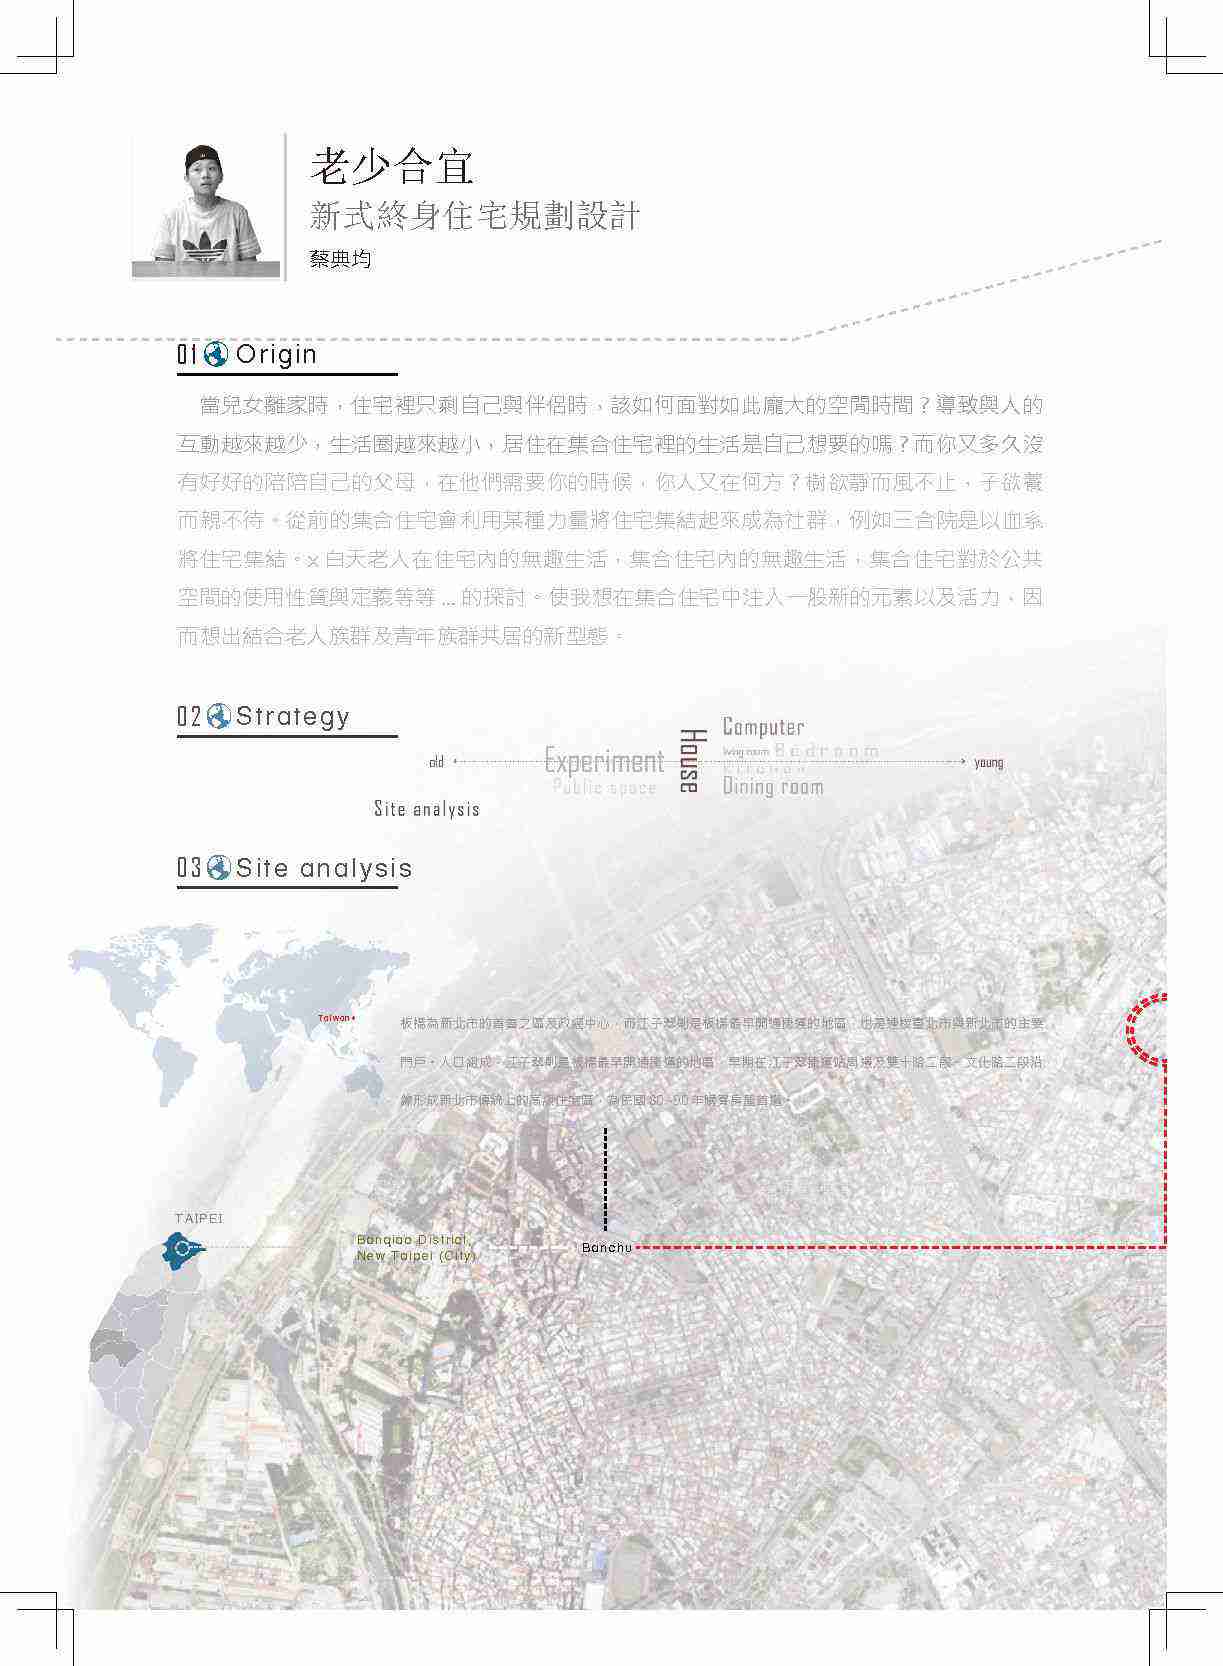 老少合宜
新式終身住宅規劃設計
蔡典均
01 Origin
當兒女離家時，住宅裡只剩自己與伴侶時，該如何面對如此龐大的空閒時間？導致與人的
互動越來越少，生活圈越來越小，居住在集合住宅裡的生活是自己想要的嗎？而你又多久沒
有好好的陪陪自己的父母，在他們需要你的時候，你人又在何方？樹欲靜而風不止，子欲養
而親不待。從前的集合住宅會利用某種力量將住宅集結起來成為社群，例如三合院是以血系
將住宅集結。x 白天老人在住宅內的無趣生活，集合住宅內的無趣生活，集合住宅對於公共
空間的使用性質與定義等等 ... 的探討。使我想在集合住宅中注入一股新的元素以及活力，因
而想出結合老人族群及青年族群共居的新型態。
02 Strategy
old
Experiment
Public space
House
Computer
living room Bedroom
Kitchen
Dining room
young
Site analysis
03 Site analysis
Taiwan
板橋為新北市的首善之區及政經中心，而江子翠則是板橋最早開通捷運的地區，也是連接臺北市與新北市的主要
門戶。人口組成，江子翠則是板橋最早開通捷運的地區，早期在江子翠捷運站周邊及雙十路二段、文化路二段沿
線形成新北市傳統上的高級住宅區，為民國 80~90 年
TAIPEI
Banqiao District,
New Taipei (City)
Banchu